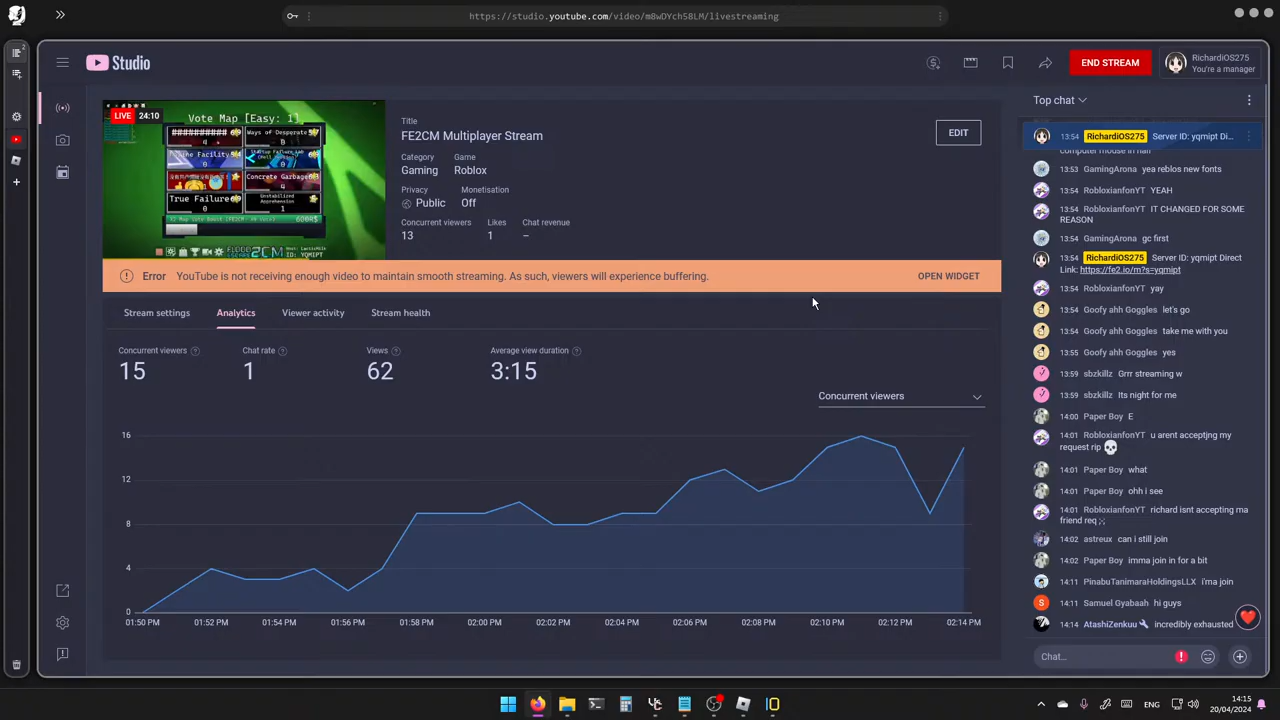 https://studio.youtube.com/video/m8wDYch58LM/livestreaming
2
Studio
END STREAM
RichardiOS275
You're a manager
LIVE 24:10
Vote Map [Easy: 1]
##########
Ways of Desperate
0
Concrete Garbage
4
True Failure
0
Unstabilized
Apprehension
1
600R$
ID: YQMIPT
Title
FE2CM Multiplayer Stream
EDIT
Category
Game
Gaming
Roblox
Privacy
Monetisation
Public
Off
Concurrent viewers
Likes
Chat revenue
13
1
–
Error
YouTube is not receiving enough video to maintain smooth streaming. As such, viewers will experience buffering.
OPEN WIDGET
Stream settings
Analytics
Viewer activity
Stream health
Concurrent viewers
Chat rate
Views
Average view duration
15
1
62
3:15
Concurrent viewers
16
12
8
4
0
01:50 PM
01:52 PM
01:54 PM
01:56 PM
01:58 PM
02:00 PM
02:02 PM
02:04 PM
02:06 PM
02:08 PM
02:10 PM
02:12 PM
02:14 PM
Top chat
13:54 RichardiOS275 Server ID: yqmipt Di...
computer mouse in half
13:53 GamingArona yea reblos new fonts
13:54 RobloxianfonYT YEAH
13:54 RobloxianfonYT IT CHANGED FOR SOME
REASON
13:54 GamingArona gc first
13:54 RichardiOS275 Server ID: yqmipt Direct
Link: https://fe2.io/m?s=yqmipt
13:54 RobloxianfonYT yay
13:54 Goofy ahh Goggles let's go
13:54 Goofy ahh Goggles take me with you
13:55 Goofy ahh Goggles yes
13:59 sbzkillz Grrr streaming w
13:59 sbzkillz Its night for me
14:00 Paper Boy E
14:01 RobloxianfonYT u arent acceptjng my
request rip 💀
14:01 Paper Boy what
14:01 Paper Boy ohh i see
14:01 RobloxianfonYT richard isnt accepting ma
friend req ;;
14:02 astreux can i still join
14:02 Paper Boy imma join in for a bit
14:11 PinabuTanimaraHoldingsLLX i'ma join
S
14:11 Samuel Gyabaah hi guys
14:14 AtashiZenkuu incredibly exhausted
Chat...
ENG
14:15
20/04/2024